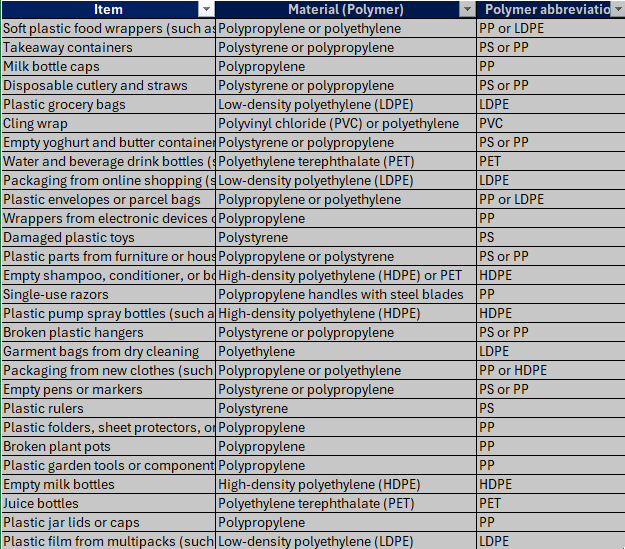 Item Material (Polymer) Polymer abbreviatio
Soft plastic food wrappers (such as Polypropylene or polyethylene PP or LDPE
Takeaway containers Polystyrene or polypropylene PS or PP
Milk bottle caps Polypropylene PP
Disposable cutlery and straws Polystyrene or polypropylene PS or PP
Plastic grocery bags Low-density polyethylene (LDPE) LDPE
Cling wrap Polyvinyl chloride (PVC) or polyethylene PVC
Empty yoghurt and butter container Polystyrene or polypropylene PS or PP
Water and beverage drink bottles (s Polyethylene terephthalate (PET) PET
Packaging from online shopping (s Low-density polyethylene (LDPE) LDPE
Plastic envelopes or parcel bags Polypropylene or polyethylene PP or LDPE
Wrappers from electronic devices o Polypropylene PP
Damaged plastic toys Polystyrene PS
Plastic parts from furniture or hous Polypropylene or polystyrene PS or PP
Empty shampoo, conditioner, or bo High-density polyethylene (HDPE) or PET HDPE
Single-use razors Polypropylene handles with steel blades PP
Plastic pump spray bottles (such a High-density polyethylene (HDPE) HDPE
Broken plastic hangers Polystyrene or polypropylene PS or PP
Garment bags from dry cleaning Polyethylene LDPE
Packaging from new clothes (such Polypropylene or polyethylene PP or HDPE
Empty pens or markers Polystyrene or polypropylene PS or PP
Plastic rulers Polystyrene PS
Plastic folders, sheet protectors, or Polypropylene PP
Broken plant pots Polypropylene PP
Plastic garden tools or component Polypropylene PP
Empty milk bottles High-density polyethylene (HDPE) HDPE
Juice bottles Polyethylene terephthalate (PET) PET
Plastic jar lids or caps Polypropylene PP
Plastic film from multipacks (such Low-density polyethylene (LDPE) LDPE